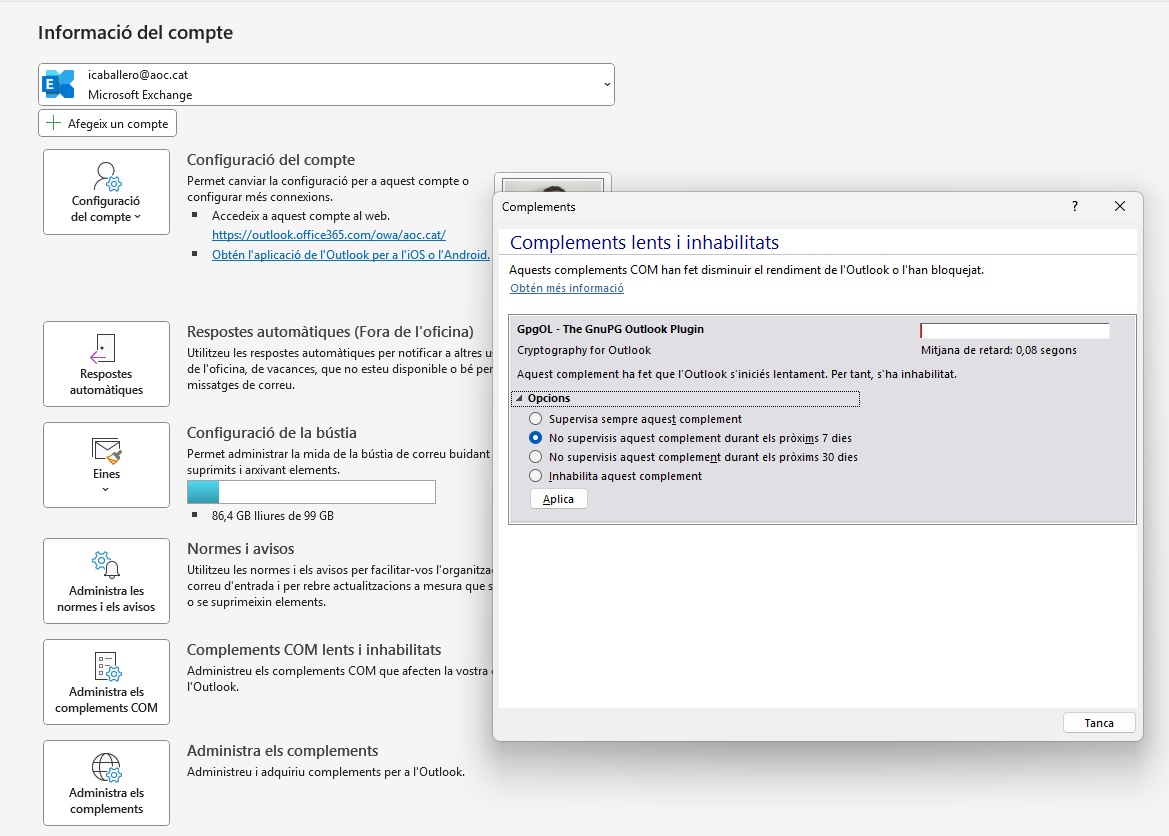 Informació del compte
icaballero@aoc.cat
Microsoft Exchange
Afegeix un compte
Configuració
del compte
Configuració del compte
Permet canviar la configuració per a aquest compte o
configurar més connexions.
Accedeix a aquest compte al web.
https://outlook.office365.com/owa/aoc.cat/
Obtén l'aplicació de l'Outlook per a l'iOS o l'Android.
Respostes
automàtiques
Respostes automàtiques (Fora de l'oficina)
Utilitzeu les respostes automàtiques per notificar a altres u
de l'oficina, de vacances, que no esteu disponible o bé per
missatges de correu.
Eines
Configuració de la bústia
Permet administrar la mida de la bústia de correu buidant
suprimits i arxivant elements.
86,4 GB lliures de 99 GB
Administra les
normes i els avisos
Normes i avisos
Utilitzeu les normes i els avisos per facilitar-vos l'organitza
correu d'entrada i per rebre actualitzacions a mesura que s
o se suprimeixin elements.
Administra els
complements COM
Complements COM lents i inhabilitats
Administreu els complements COM que afecten la vostra
l'Outlook.
Administra els
complements
Administra els complements
Administreu i adquiriu complements per a l'Outlook.
Complements
?
Complements lents i inhabilitats
Aquests complements COM han fet disminuir el rendiment de l'Outlook o l'han bloquejat.
Obtén més informació
GpgOL - The GnuPG Outlook Plugin
Cryptography for Outlook
Mitjana de retard: 0,08 segons
Aquest complement ha fet que l'Outlook s'iniciés lentament. Per tant, s'ha inhabilitat.
Opcions
Supervisa sempre aquest complement
No supervisis aquest complement durant els pròxims 7 dies
No supervisis aquest complement durant els pròxims 30 dies
Inhabilita aquest complement
Aplica
Tanca